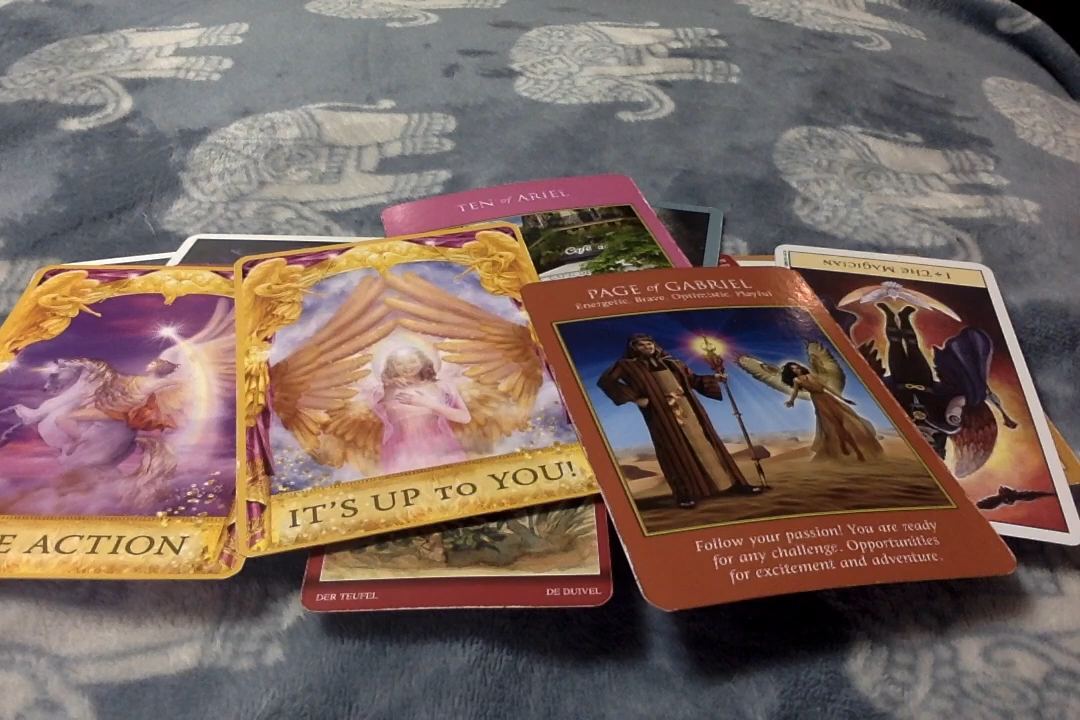 TEN of ARIEL
Café
I • THE MAGICIAN
PAGE of GABRIEL
Energetic. Brave. Optimistic. Playful
E ACTION
IT'S UP TO YOU!
Follow your passion! You are ready
for any challenge. Opportunities
for excitement and adventure.
DER TEUFEL
DE DUIVEL